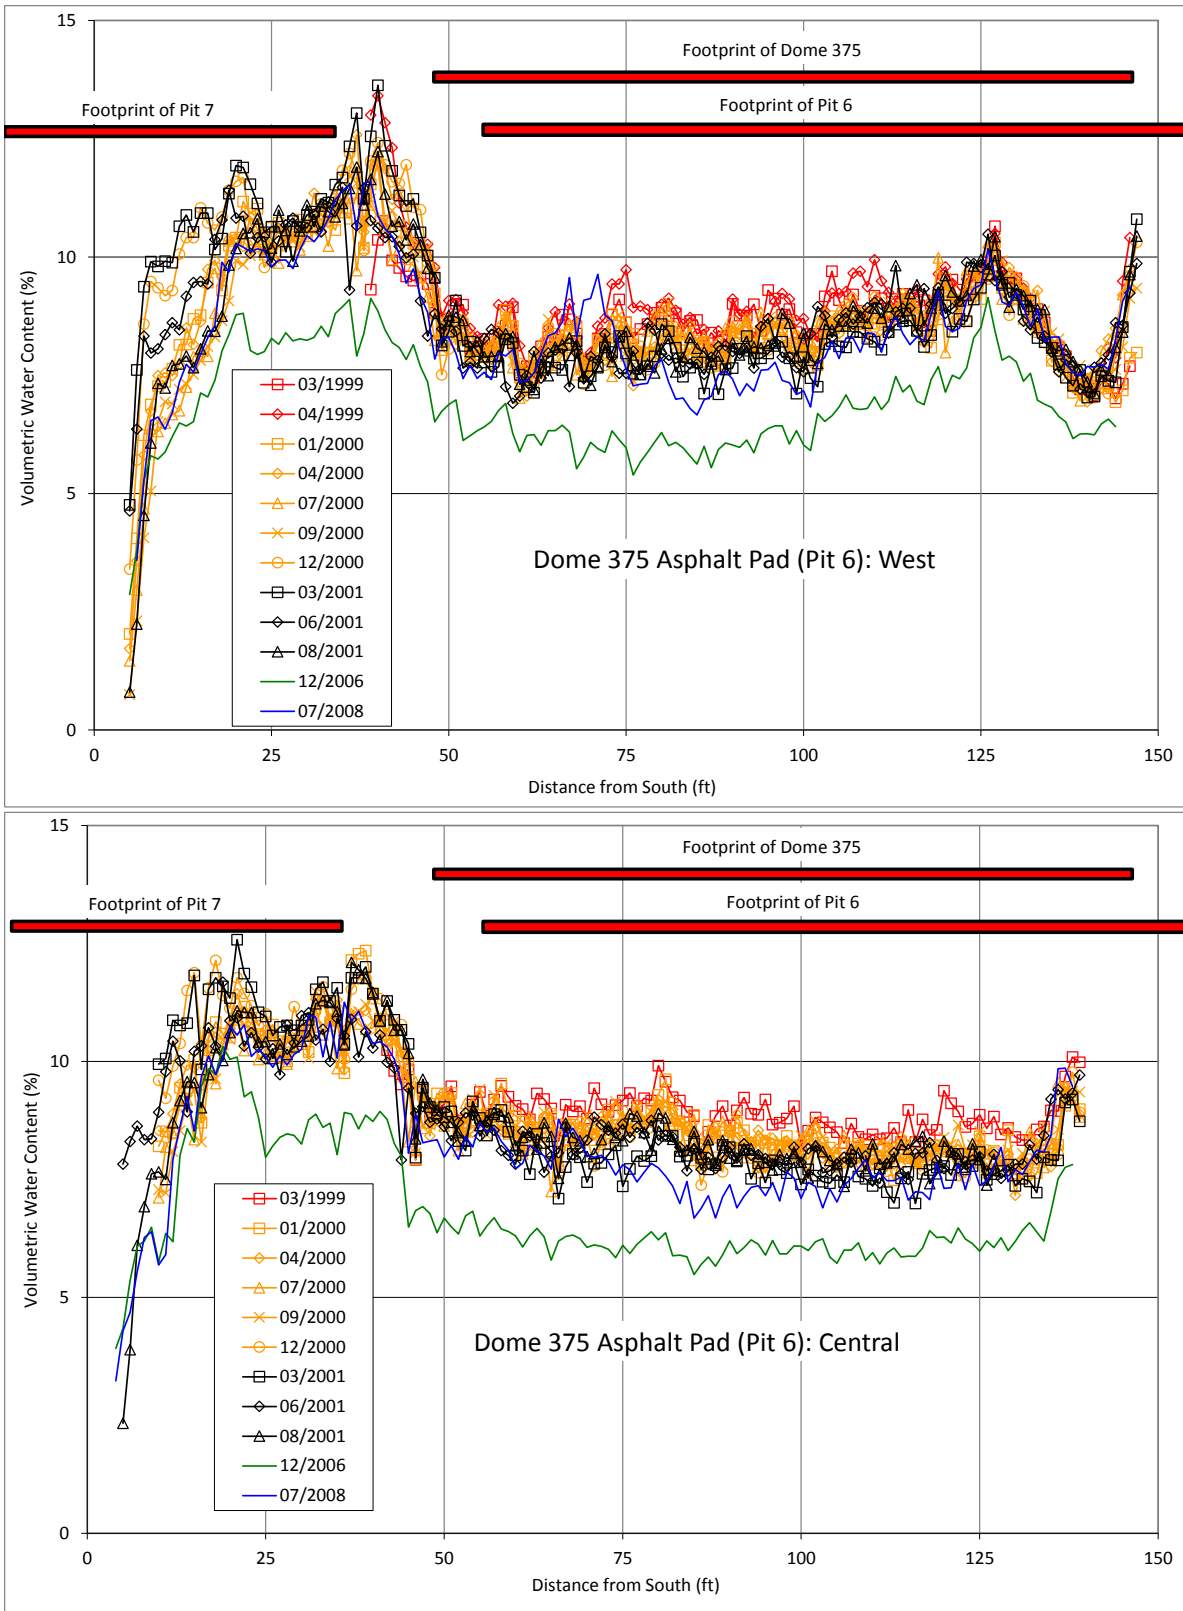 15
Footprint of Dome 375
Footprint of Pit 7
Footprint of Pit 6
10
Volumetric Water Content (%)
03/1999
04/1999
01/2000
04/2000
07/2000
09/2000
12/2000
03/2001
06/2001
08/2001
12/2006
07/2008
5
Dome 375 Asphalt Pad (Pit 6): West
0
0 25 50 75 100 125 150
Distance from South (ft)
15
Footprint of Dome 375
Footprint of Pit 7
Footprint of Pit 6
10
Volumetric Water Content (%)
03/1999
01/2000
04/2000
07/2000
09/2000
12/2000
03/2001
06/2001
08/2001
12/2006
07/2008
5
Dome 375 Asphalt Pad (Pit 6): Central
0
0 25 50 75 100 125 150
Distance from South (ft)